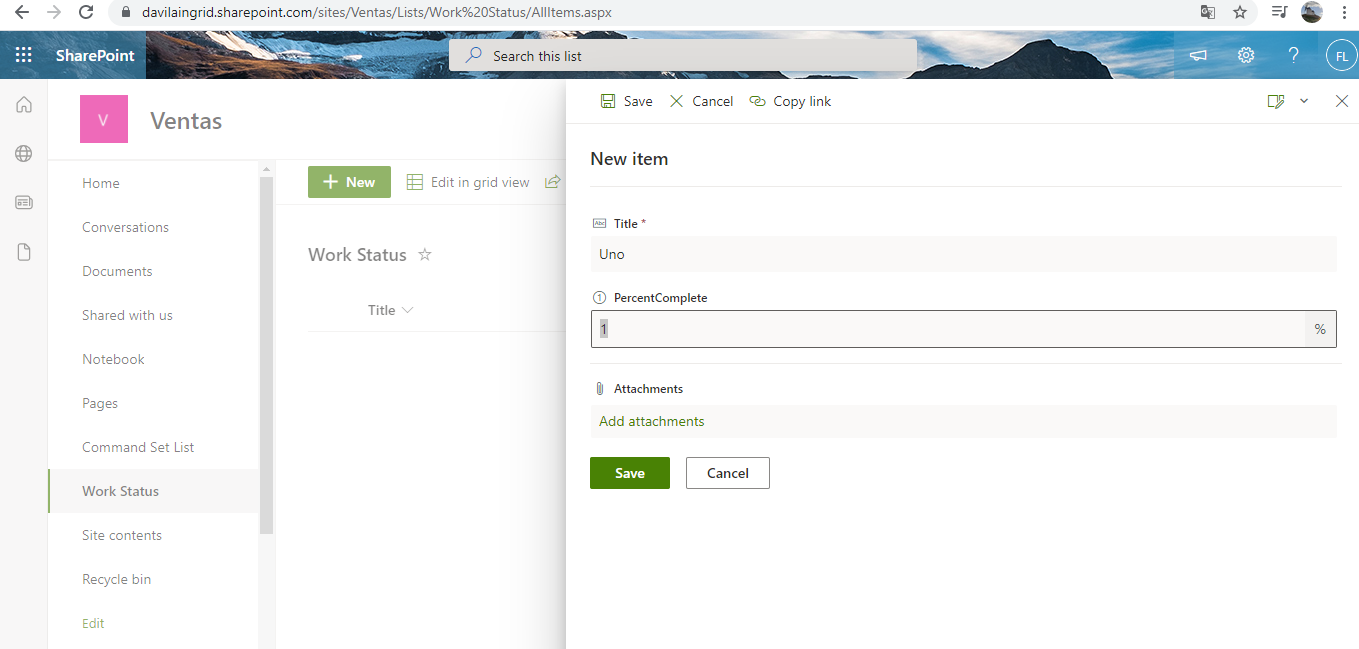 davilaingrid.sharepoint.com/sites/Ventas/Lists/Work%20Status/AllItems.aspx
SharePoint
Search this list
?
FL
V
Ventas
Home
Conversations
Documents
Shared with us
Notebook
Pages
Command Set List
Work Status
Site contents
Recycle bin
Edit
+ New
Edit in grid view
Work Status
Title
Save
Cancel
Copy link
New item
Abc Title *
Uno
1 PercentComplete
1 %
Attachments
Add attachments
Save
Cancel